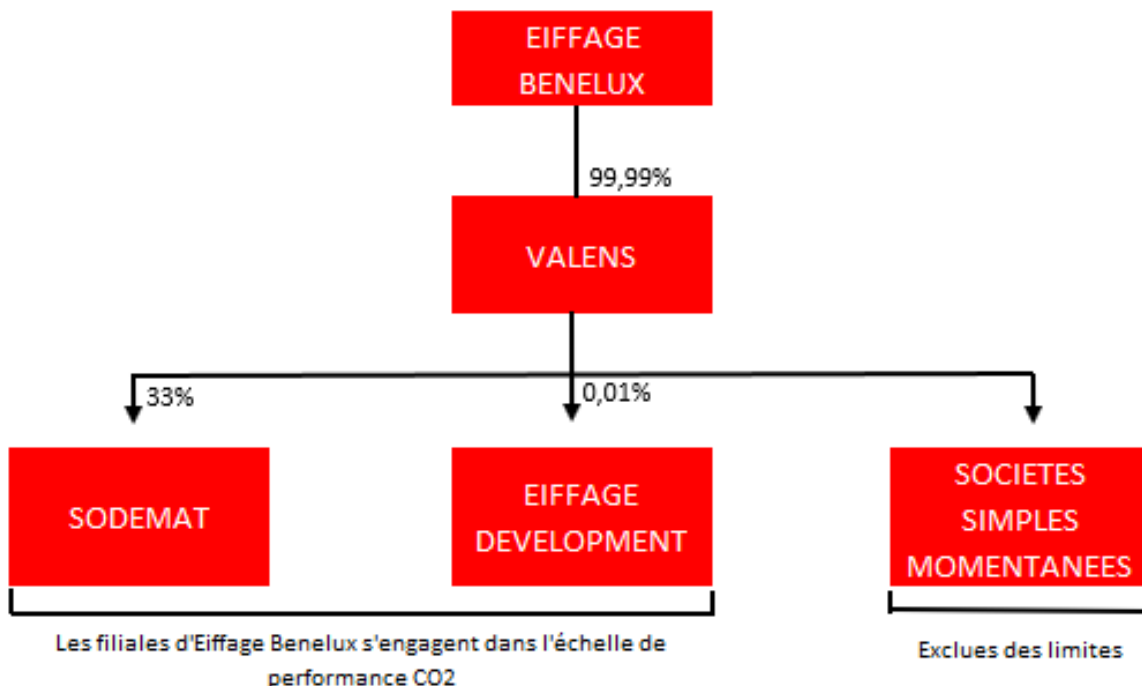 EIFFAGE
BENELUX
99,99%
VALENS
33%
0,01%
SODEMAT
EIFFAGE
DEVELOPMENT
SOCIETES
SIMPLES
MOMENTANEES
Les filiales d'Eiffage Benelux s'engagent dans l'échelle de
performance CO2
Exclues des limites